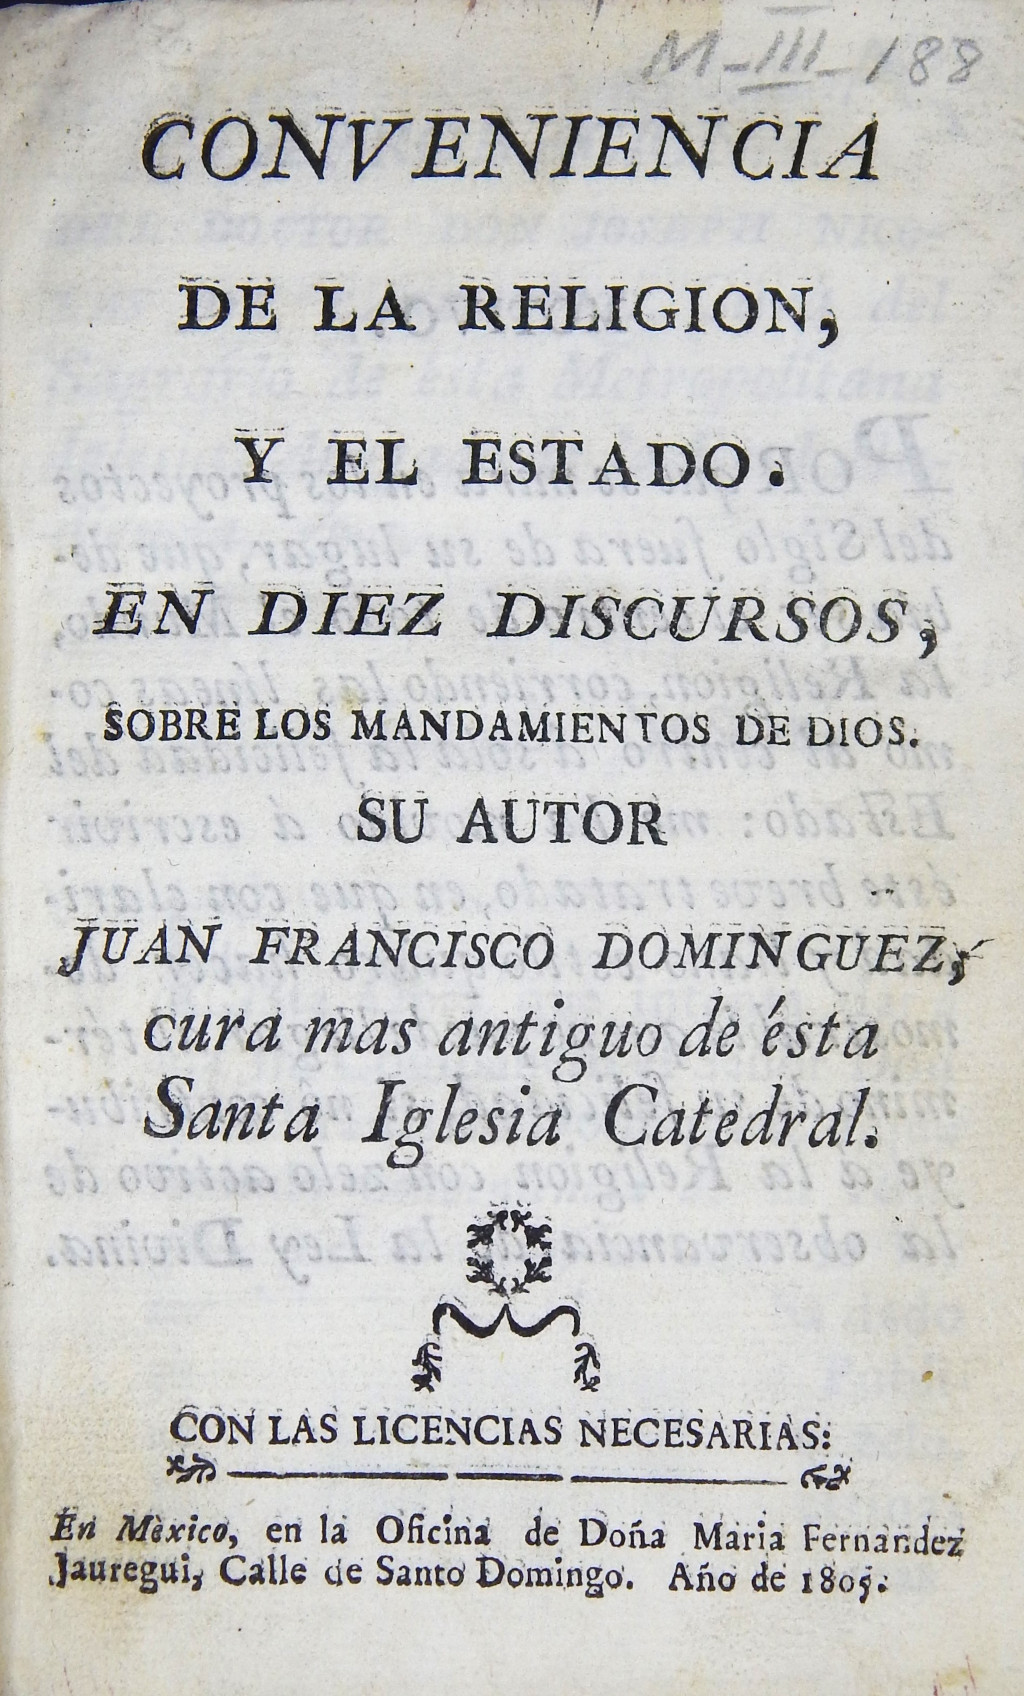 M-III-188
CONVENIENCIA
DE LA RELIGION,
Y EL ESTADO.
EN DIEZ DISCURSOS,
SOBRE LOS MANDAMIENTOS DE DIOS.
SU AUTOR
JUAN FRANCISCO DOMINGUEZ,
cura mas antiguo de ésta
Santa Iglesia Catedral.
CON LAS LICENCIAS NECESARIAS:
En Mèxico, en la Oficina de Doña Maria Fernandez
Jauregui, Calle de Santo Domingo. Año de 1805.